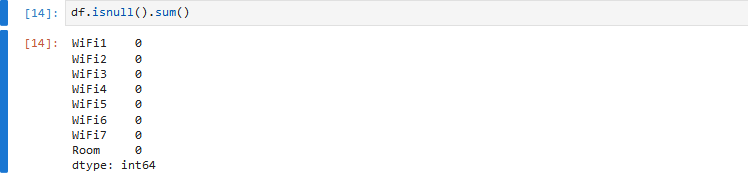 [14]: df.isnull().sum()
[14]: WiFi1 0
WiFi2 0
WiFi3 0
WiFi4 0
WiFi5 0
WiFi6 0
WiFi7 0
Room 0
dtype: int64